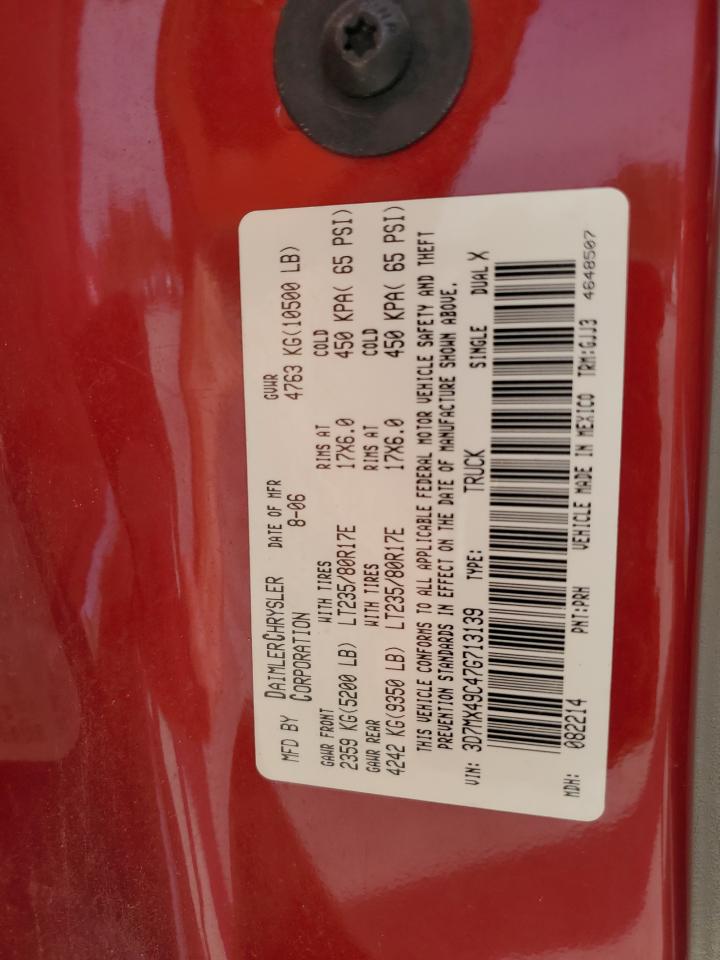 MFD BY DAIMLERCHRYSLER CORPORATION DATE OF MFR 8-06 GVWR 4763 KG(10500 LB)
GAWR FRONT WITH TIRES RIMS AT COLD
2359 KG(5200 LB) LT235/80R17E 17X6.0 450 KPA( 65 PSI)
GAWR REAR WITH TIRES RIMS AT COLD
4242 KG(9350 LB) LT235/80R17E 17X6.0 450 KPA( 65 PSI)
THIS VEHICLE CONFORMS TO ALL APPLICABLE FEDERAL MOTOR VEHICLE SAFETY AND THEFT
PREVENTION STANDARDS IN EFFECT ON THE DATE OF MANUFACTURE SHOWN ABOVE.
VIN: 3D7MX49C47G713139 TYPE: TRUCK SINGLE DUAL X
MDH: 082214 PNT:PRH VEHICLE MADE IN MEXICO TRM:GJJ3 4648507